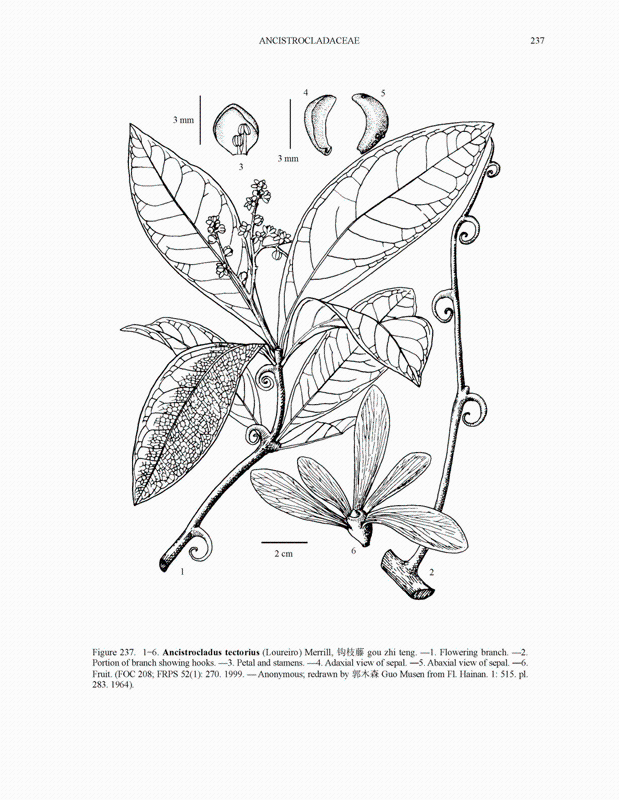 ANCISTROCLADACEAE
237
4
5
3 mm
3
3 mm
6
2 cm
1
2
Figure 237. 1−6. Ancistrocladus tectorius (Loureiro) Merrill, 钩枝藤 gou zhi teng. —1. Flowering branch. —2.
Portion of branch showing hooks. —3. Petal and stamens. —4. Adaxial view of sepal. —5. Abaxial view of sepal. —6.
Fruit. (FOC 208; FRPS 52(1): 270. 1999. — Anonymous; redrawn by 郭木森 Guo Musen from Fl. Hainan. 1: 515. pl.
283. 1964).